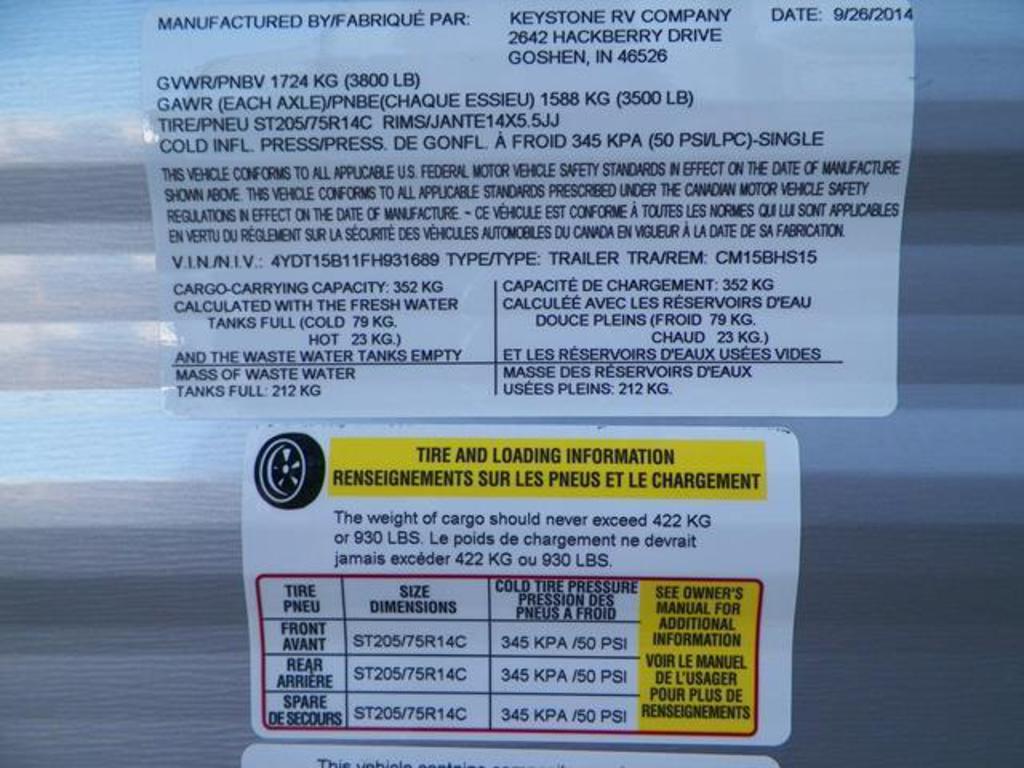 MANUFACTURED BY/FABRIQUÉ PAR: KEYSTONE RV COMPANY DATE: 9/26/2014
2642 HACKBERRY DRIVE
GOSHEN, IN 46526
GVWR/PNBV 1724 KG (3800 LB)
GAWR (EACH AXLE)/PNBE(CHAQUE ESSIEU) 1588 KG (3500 LB)
TIRE/PNEU ST205/75R14C RIMS/JANTE14X5.5JJ
COLD INFL. PRESS/PRESS. DE GONFL. À FROID 345 KPA (50 PSI/LPC)-SINGLE
THIS VEHICLE CONFORMS TO ALL APPLICABLE U.S. FEDERAL MOTOR VEHICLE SAFETY STANDARDS IN EFFECT ON THE DATE OF MANUFACTURE
SHOWN ABOVE. THIS VEHICLE CONFORMS TO ALL APPLICABLE STANDARDS PRESCRIBED UNDER THE CANADIAN MOTOR VEHICLE SAFETY
REGULATIONS IN EFFECT ON THE DATE OF MANUFACTURE. - CE VÉHICULE EST CONFORME À TOUTES LES NORMES QUI LUI SONT APPLICABLES
EN VERTU DU RÈGLEMENT SUR LA SÉCURITÉ DES VÉHICULES AUTOMOBILES DU CANADA EN VIGUEUR À LA DATE DE SA FABRICATION.
V.I.N./N.I.V.: 4YDT15B11FH931689 TYPE/TYPE: TRAILER TRA/REM: CM15BHS15
CARGO-CARRYING CAPACITY: 352 KG
CALCULATED WITH THE FRESH WATER
TANKS FULL (COLD 79 KG.
HOT 23 KG.)
AND THE WASTE WATER TANKS EMPTY
MASS OF WASTE WATER
TANKS FULL: 212 KG
CAPACITÉ DE CHARGEMENT: 352 KG
CALCULÉE AVEC LES RÉSERVOIRS D'EAU
DOUCE PLEINS (FROID 79 KG.
CHAUD 23 KG.)
ET LES RÉSERVOIRS D'EAUX USÉES VIDES
MASSE DES RÉSERVOIRS D'EAUX
USÉES PLEINS: 212 KG.
TIRE AND LOADING INFORMATION
RENSEIGNEMENTS SUR LES PNEUS ET LE CHARGEMENT
The weight of cargo should never exceed 422 KG
or 930 LBS. Le poids de chargement ne devrait
jamais excéder 422 KG ou 930 LBS.
TIRE
PNEU
SIZE
DIMENSIONS
COLD TIRE PRESSURE
PRESSION DES
PNEUS A FROID
FRONT
AVANT
ST205/75R14C
345 KPA /50 PSI
REAR
ARRIÈRE
ST205/75R14C
345 KPA /50 PSI
SPARE
DE SECOURS
ST205/75R14C
345 KPA /50 PSI
SEE OWNER'S
MANUAL FOR
ADDITIONAL
INFORMATION
VOIR LE MANUEL
DE L'USAGER
POUR PLUS DE
RENSEIGNEMENTS
This vehicle contains